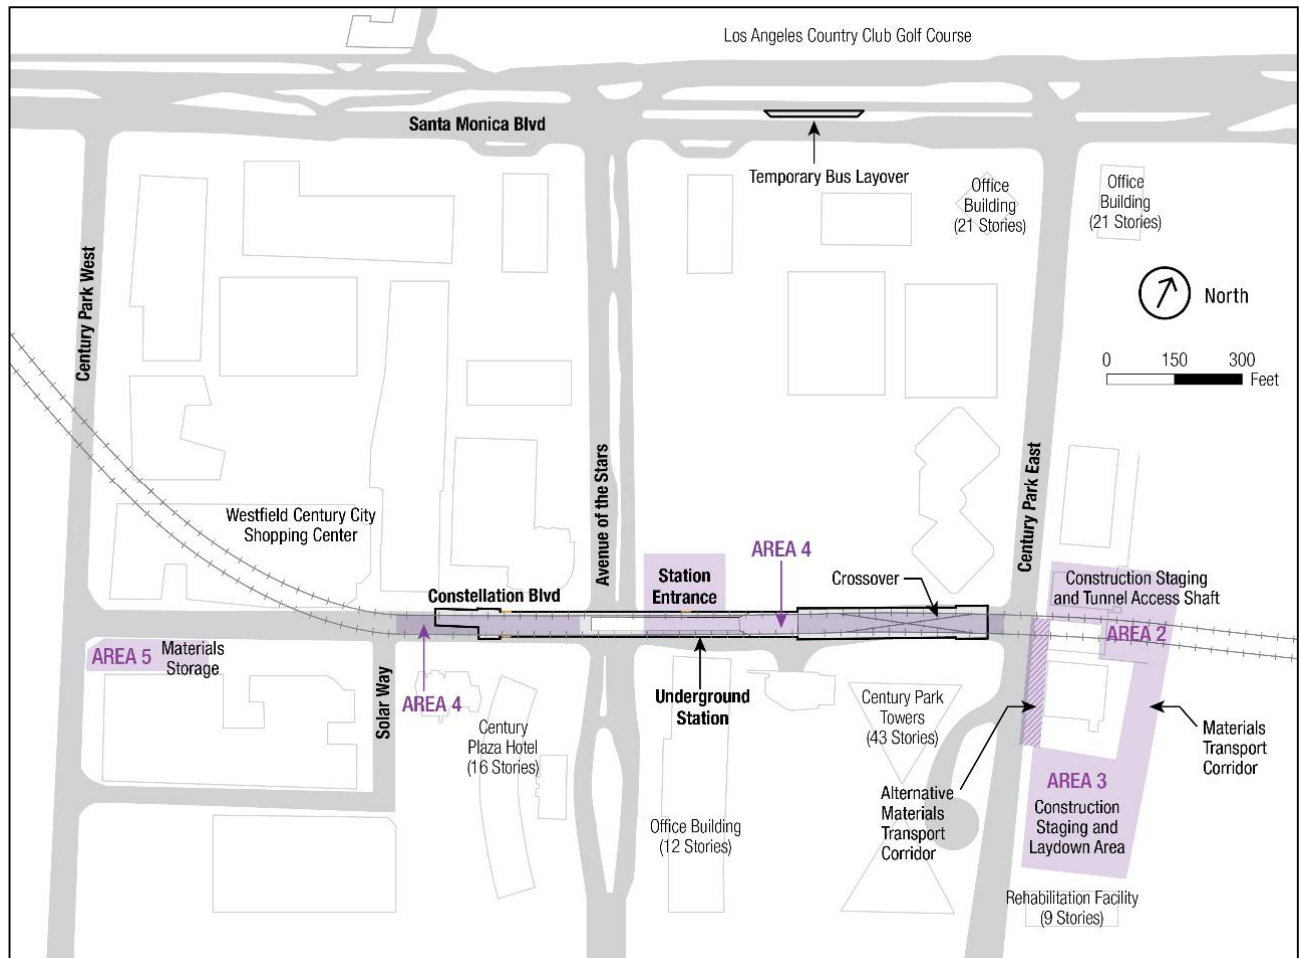 Los Angeles Country Club Golf Course
Santa Monica Blvd
Temporary Bus Layover
Office
Building
(21 Stories)
Office
Building
(21 Stories)
Century Park West
North
0 150 300
Feet
Avenue of the Stars
Century Park East
Westfield Century City
Shopping Center
AREA 4
Station
Entrance
Crossover
Construction Staging
and Tunnel Access Shaft
AREA 2
Constellation Blvd
AREA 5
Materials
Storage
Solar Way
AREA 4
Underground
Station
Century
Plaza Hotel
(16 Stories)
Century Park
Towers
(43 Stories)
Materials
Transport
Corridor
Alternative
Materials
Transport
Corridor
AREA 3
Construction
Staging and
Laydown Area
Office Building
(12 Stories)
Rehabilitation Facility
(9 Stories)